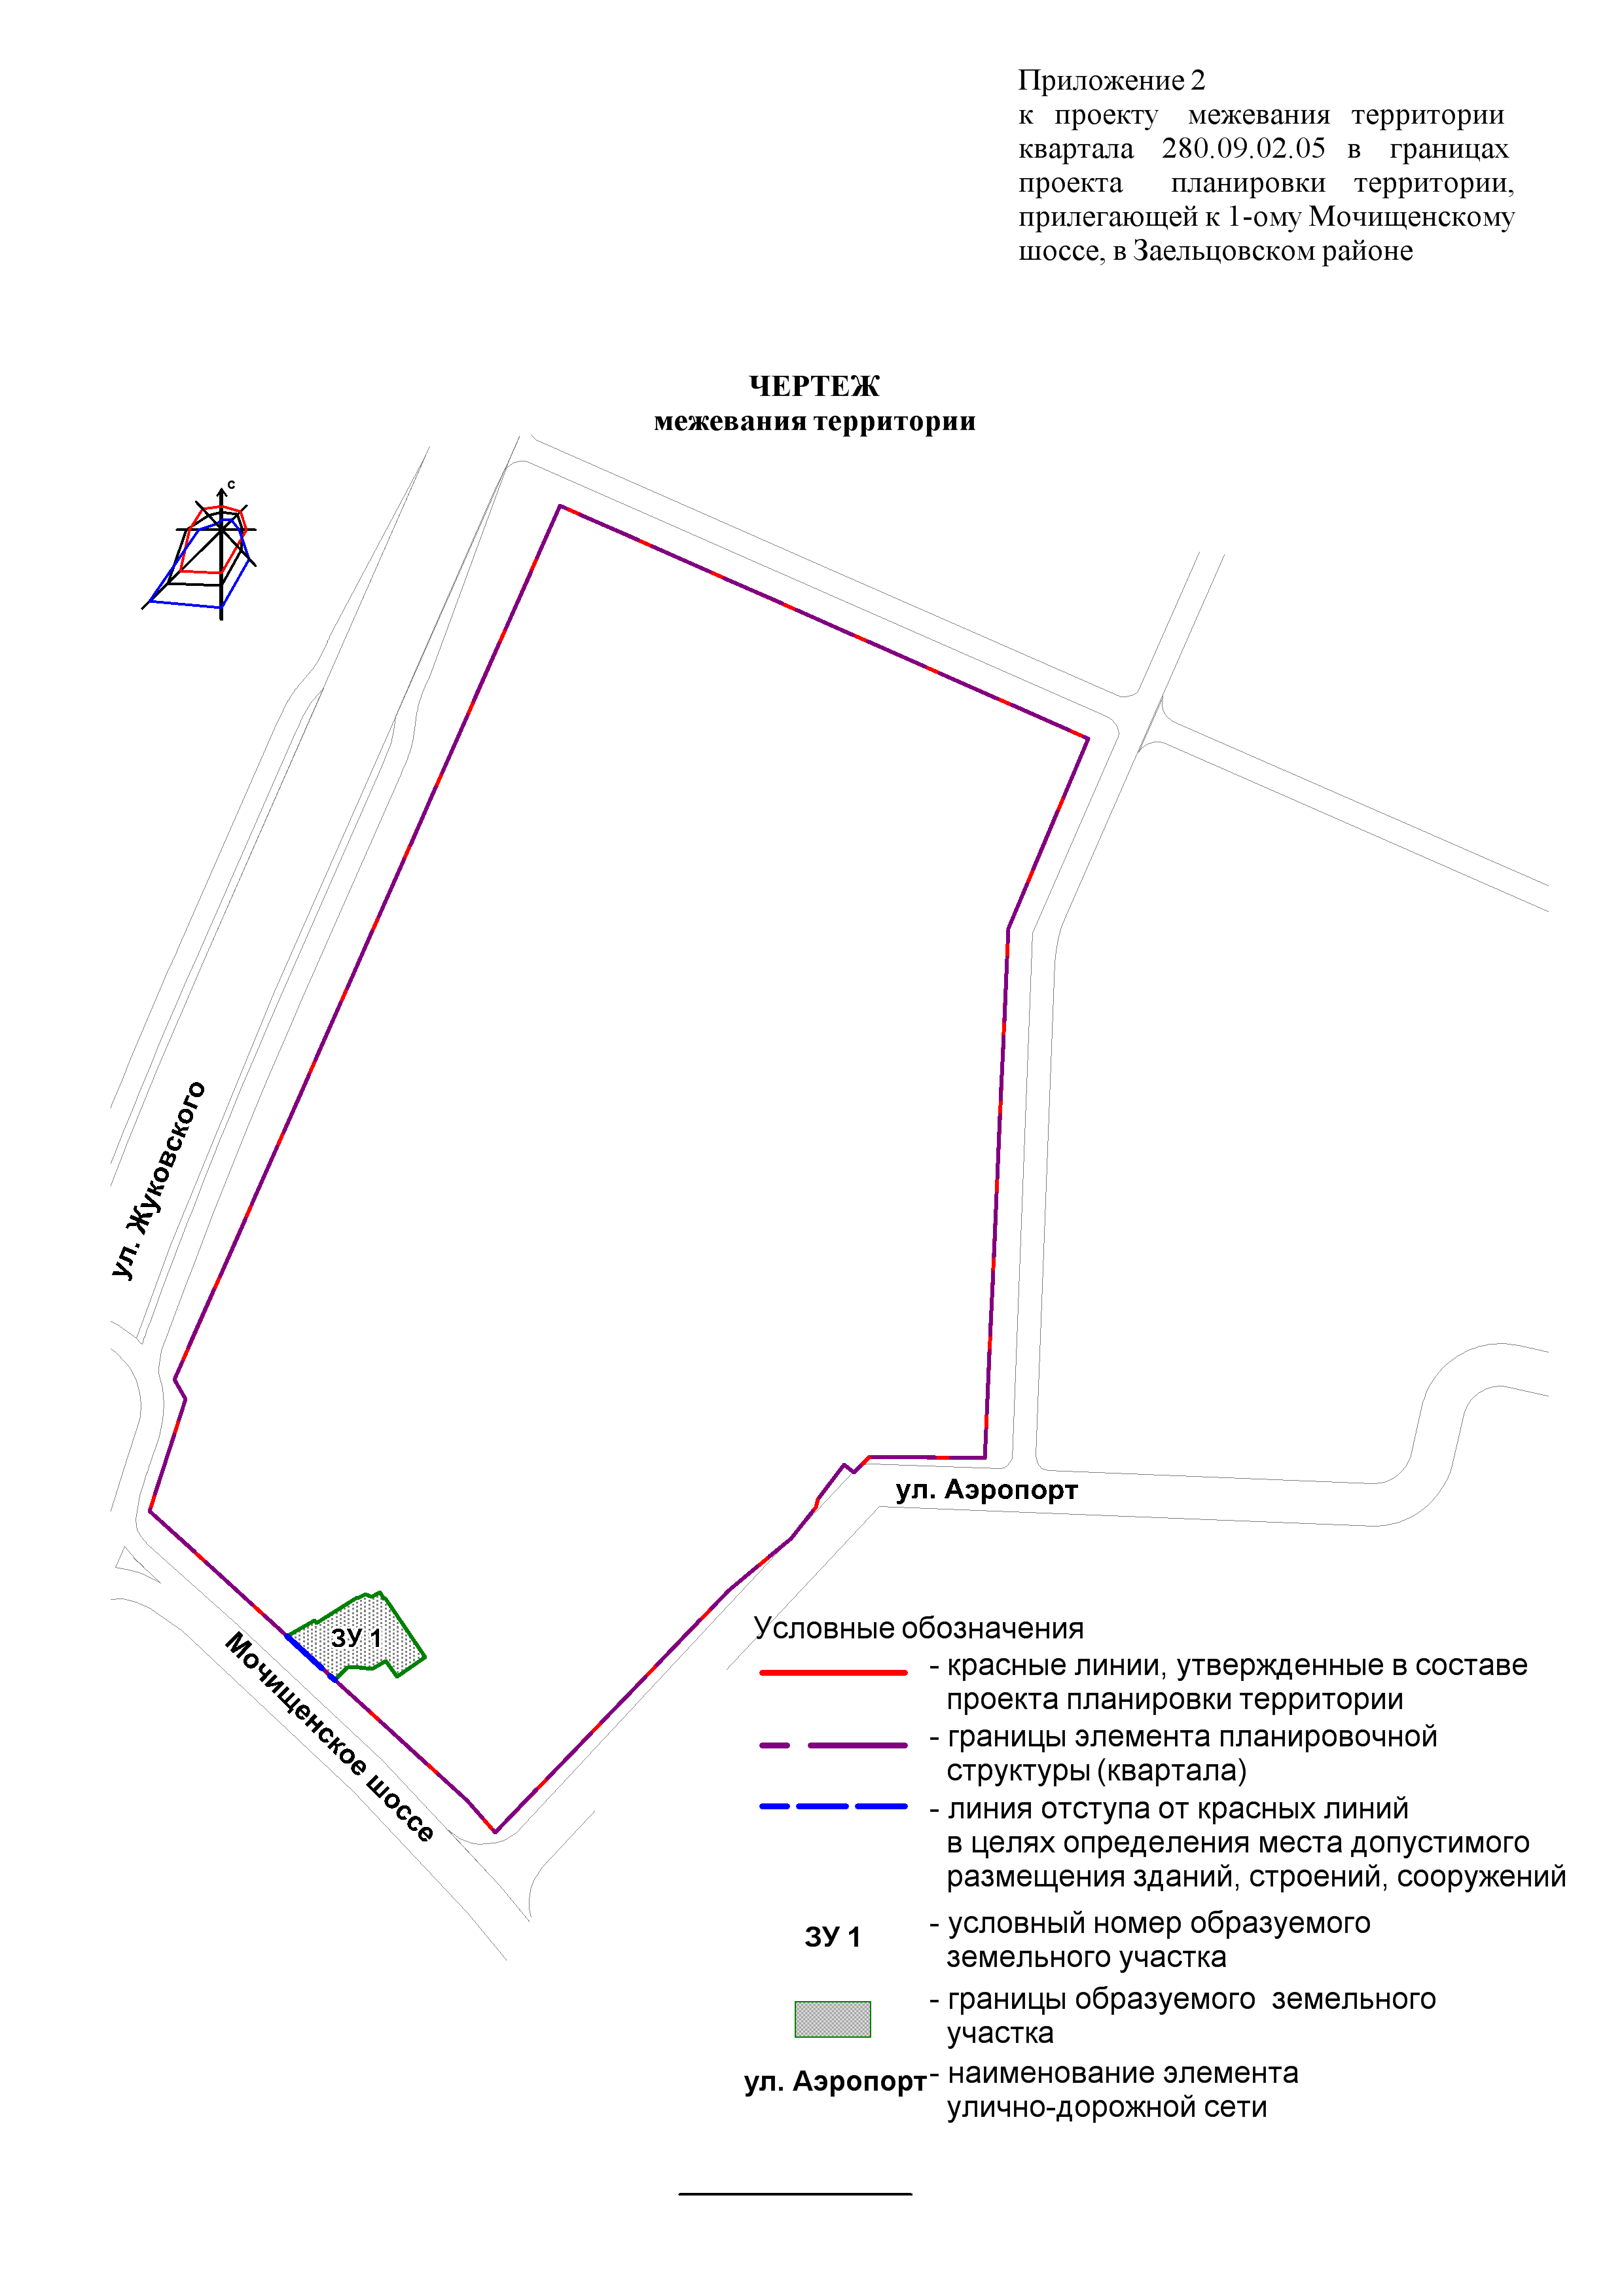 Приложение 2
к проекту межевания территории
квартала 280.09.02.05 в границах
проекта планировки территории,
прилегающей к 1-ому Мочищенскому
шоссе, в Заельцовском районе
ЧЕРТЕЖ
межевания территории
с
ул. Жуковского
ул. Аэропорт
ЗУ 1
Мочищенское шоссе
Условные обозначения
- красные линии, утвержденные в составе
проекта планировки территории
- границы элемента планировочной
структуры (квартала)
- линия отступа от красных линий
в целях определения места допустимого
размещения зданий, строений, сооружений
ЗУ 1 - условный номер образуемого
земельного участка
- границы образуемого земельного
участка
ул. Аэропорт - наименование элемента
улично-дорожной сети